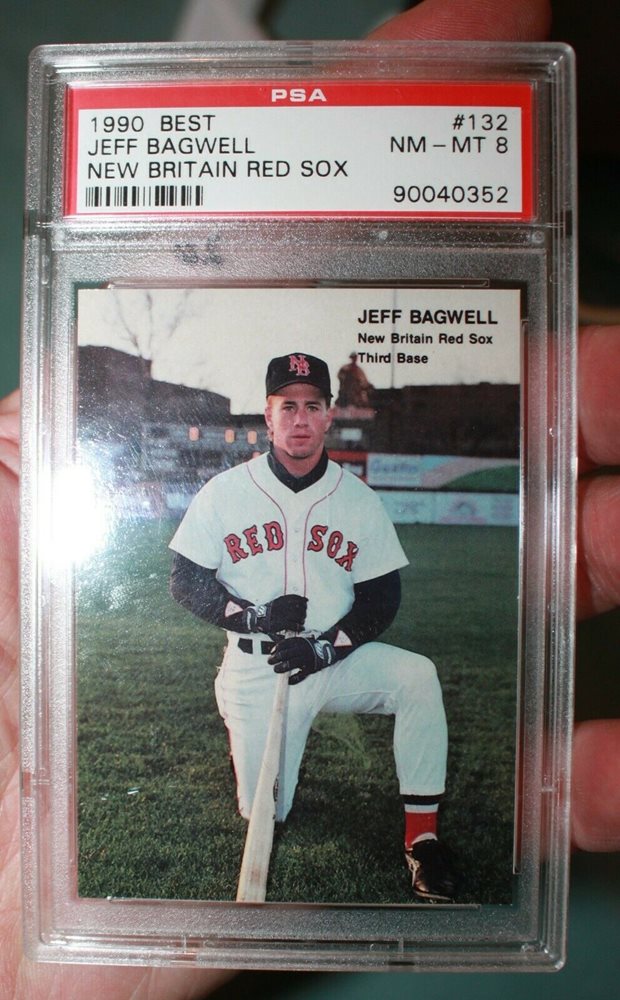 PSA
1990 BEST #132
JEFF BAGWELL NM-MT 8
NEW BRITAIN RED SOX
90040352
JEFF BAGWELL
New Britain Red Sox
Third Base
NB
RED SOX